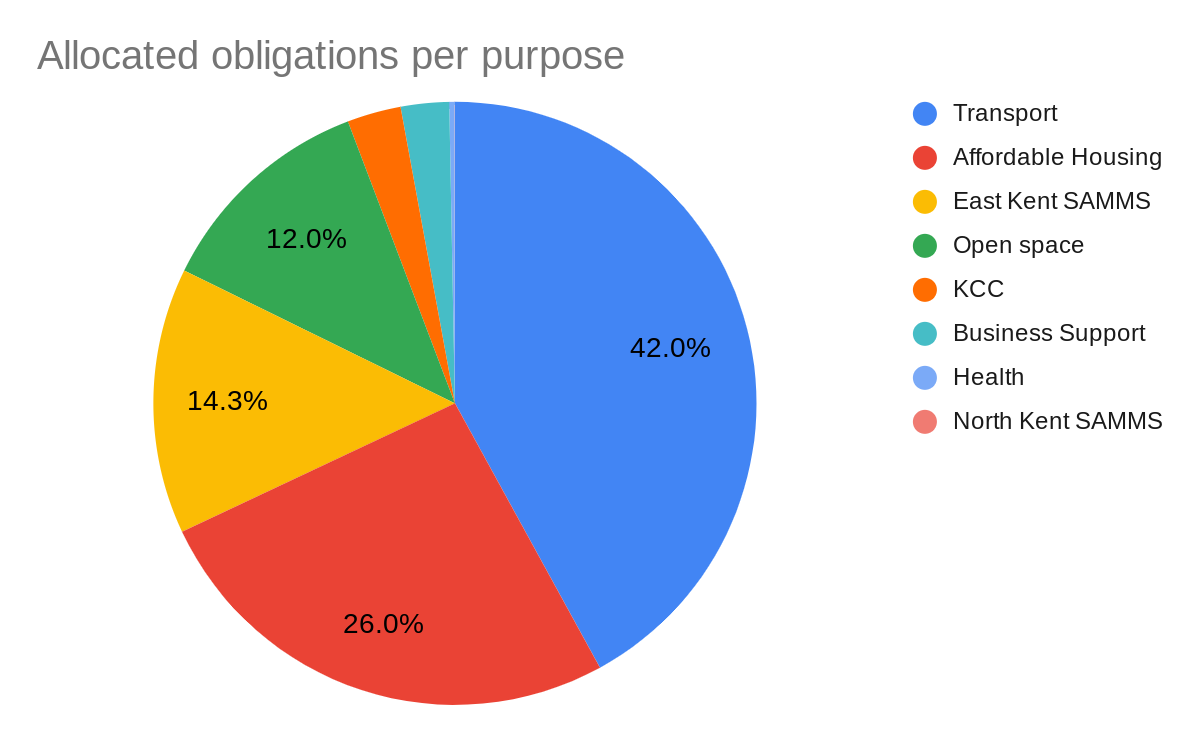 Allocated obligations per purpose
Transport
Affordable Housing
East Kent SAMMS
Open space
KCC
Business Support
Health
North Kent SAMMS
12.0%
42.0%
14.3%
26.0%